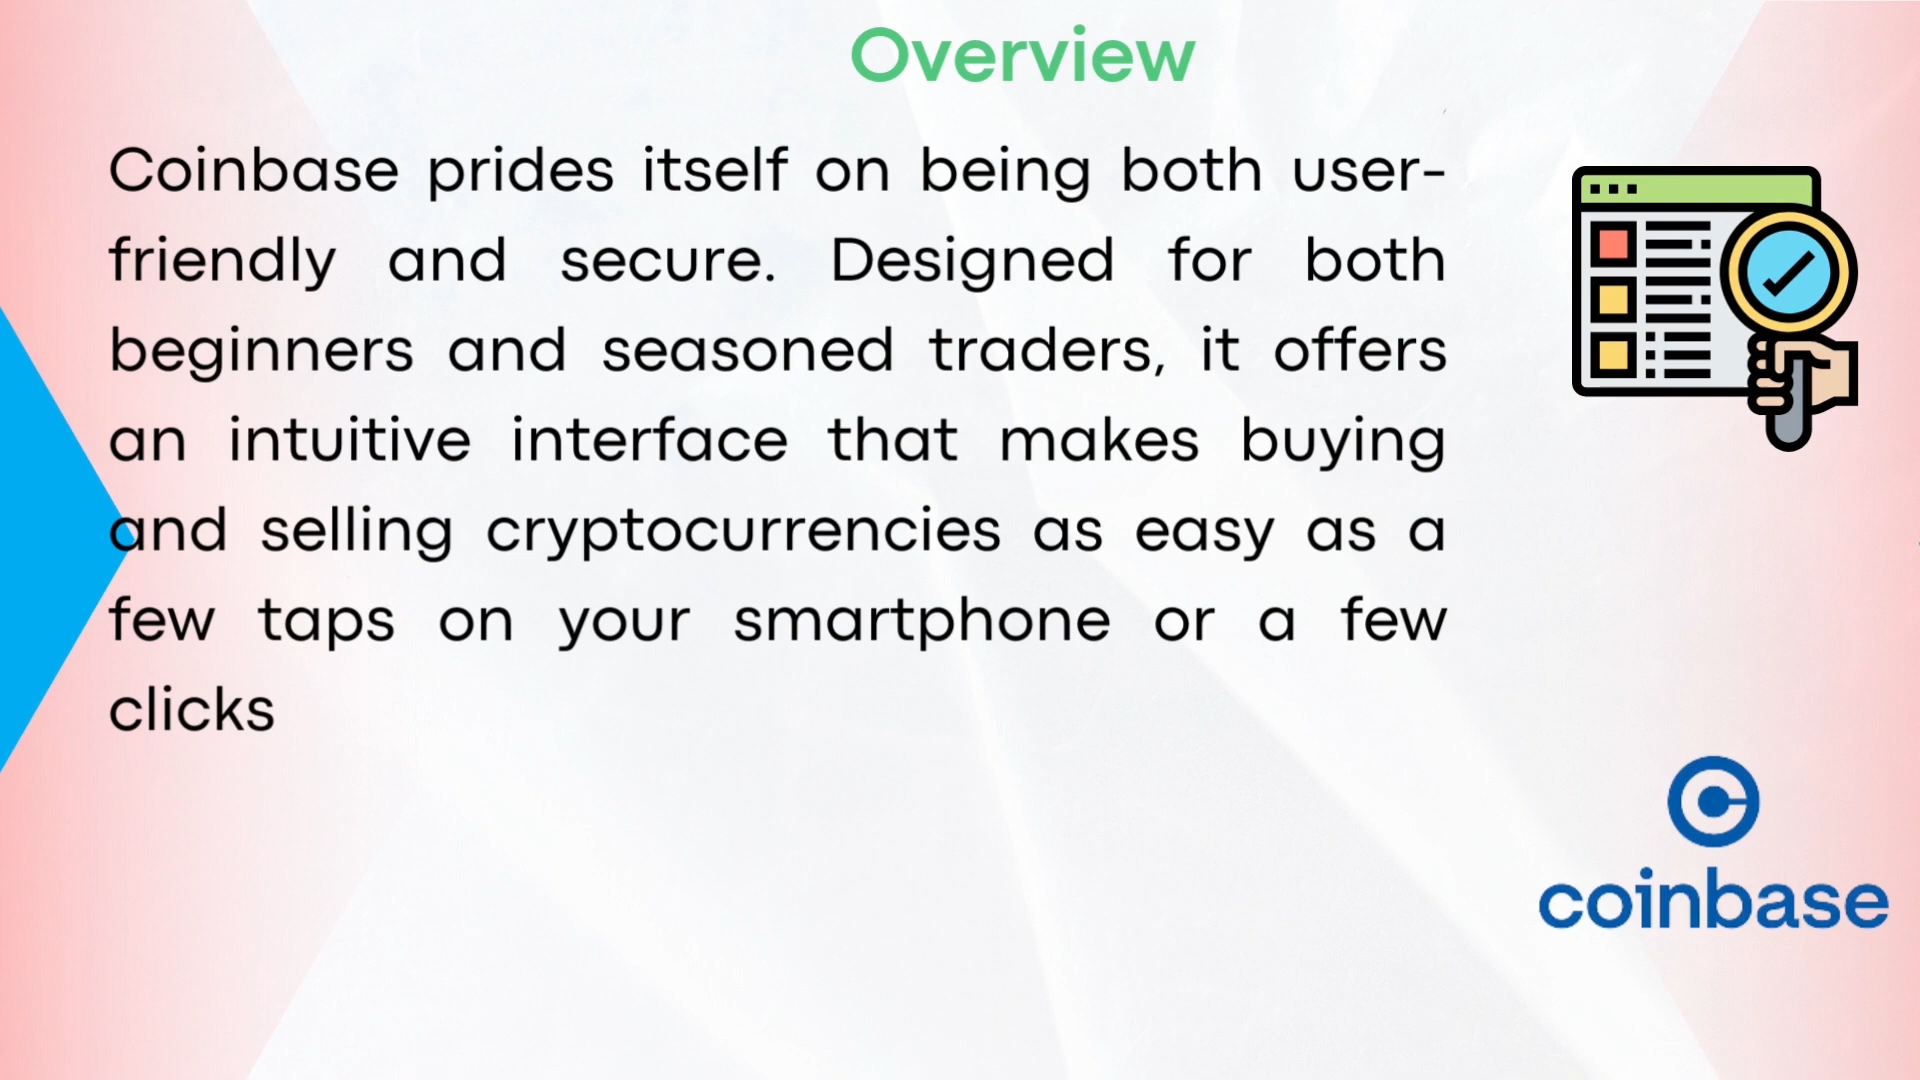 Overview
Coinbase prides itself on being both user-
friendly and secure. Designed for both
beginners and seasoned traders, it offers
an intuitive interface that makes buying
and selling cryptocurrencies as easy as a
few taps on your smartphone or a few
clicks
coinbase